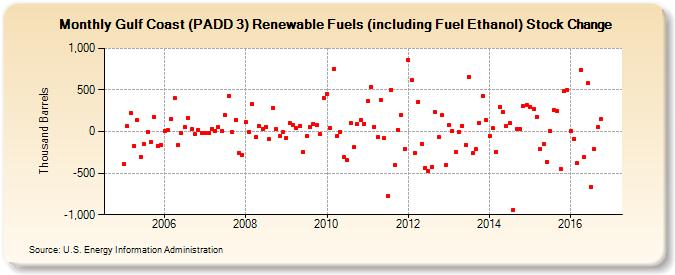 Monthly Gulf Coast (PADD 3) Renewable Fuels (including Fuel Ethanol) Stock Change
Thousand Barrels
1,000
500
0
-500
-1,000
2006 2008 2010 2012 2014 2016
Source: U.S. Energy Information Administration